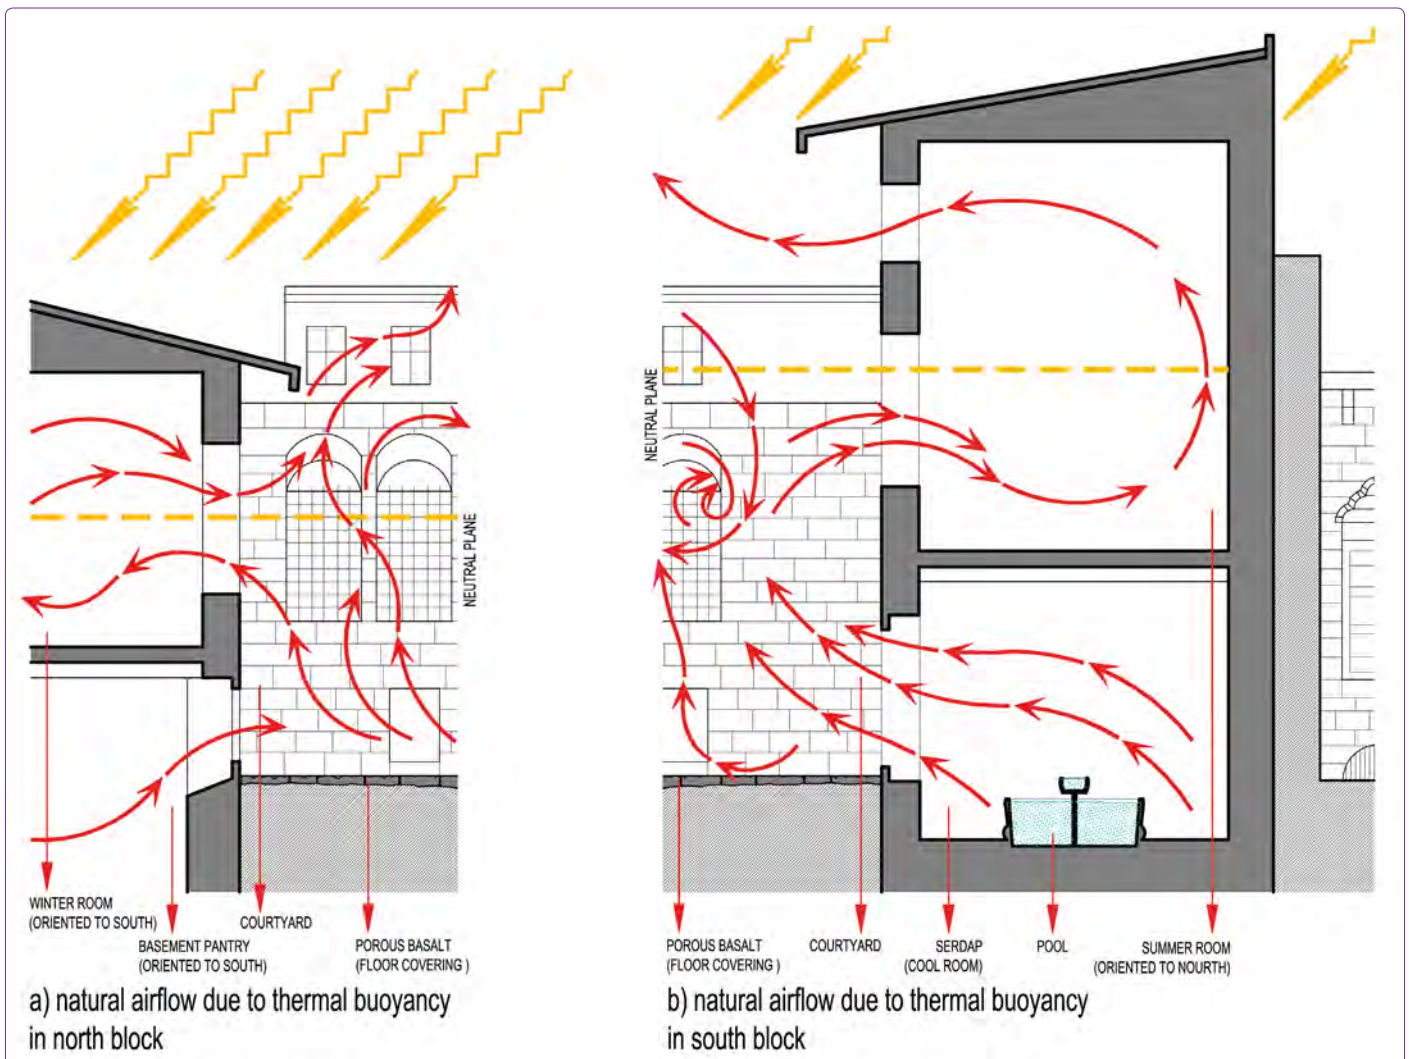 NEUTRAL PLANE
WINTER ROOM
(ORIENTED TO SOUTH)
BASEMENT PANTRY
(ORIENTED TO SOUTH)
COURTYARD
POROUS BASALT
(FLOOR COVERING )
a) natural airflow due to thermal buoyancy
in north block
NEUTRAL PLANE
POROUS BASALT
(FLOOR COVERING )
COURTYARD
SERDAP
(COOL ROOM)
POOL
SUMMER ROOM
(ORIENTED TO NOURTH)
b) natural airflow due to thermal buoyancy
in south block